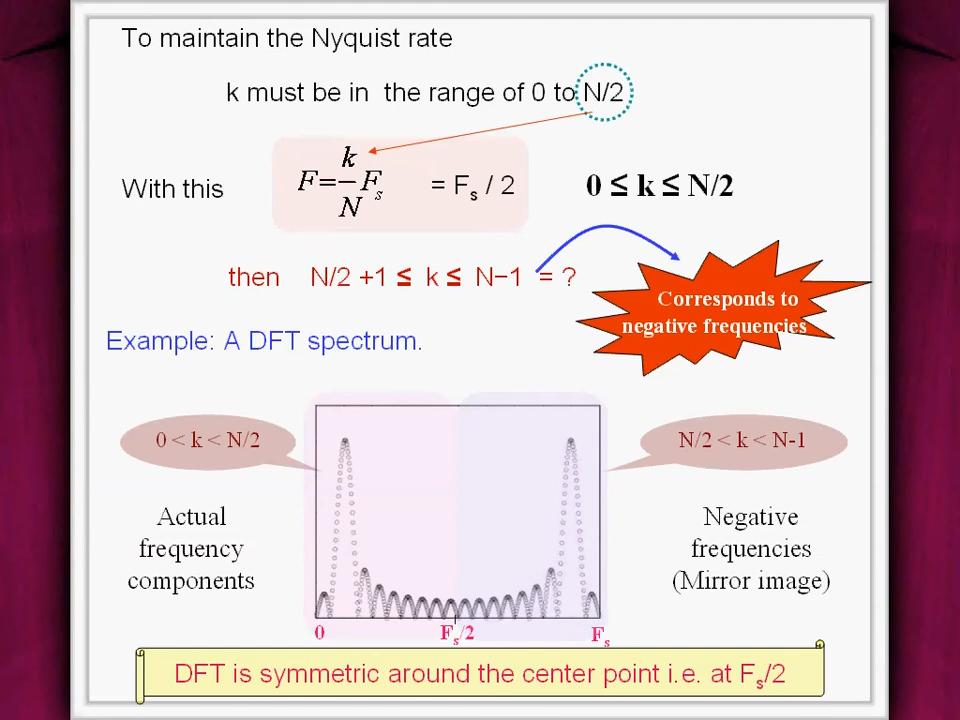 To maintain the Nyquist rate
k must be in the range of 0 to N/2
With this F = k/N Fₛ = Fₛ / 2 0 ≤ k ≤ N/2
then N/2 +1 ≤ k ≤ N−1 = ?
Corresponds to
negative frequencies
Example: A DFT spectrum.
0 < k < N/2
N/2 < k < N-1
Actual
frequency
components
Negative
frequencies
(Mirror image)
0 Fₛ/2 Fₛ
DFT is symmetric around the center point i.e. at Fₛ/2